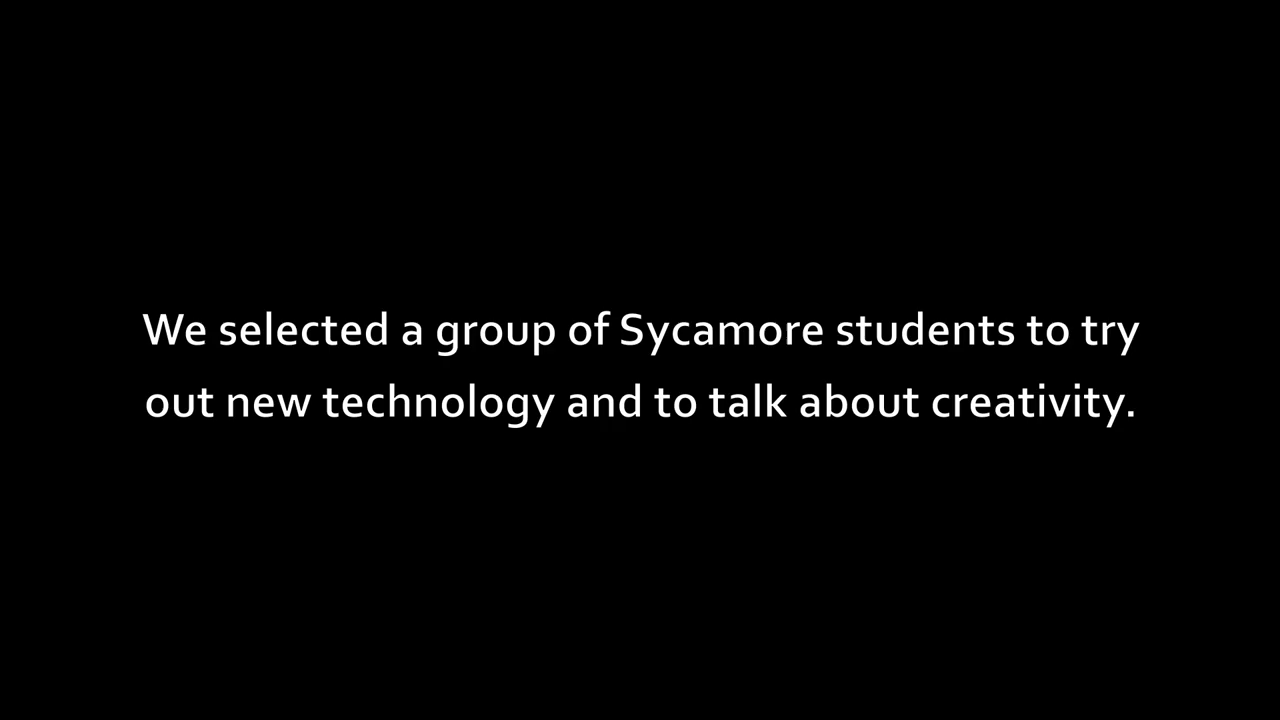 We selected a group of Sycamore students to try
out new technology and to talk about creativity.